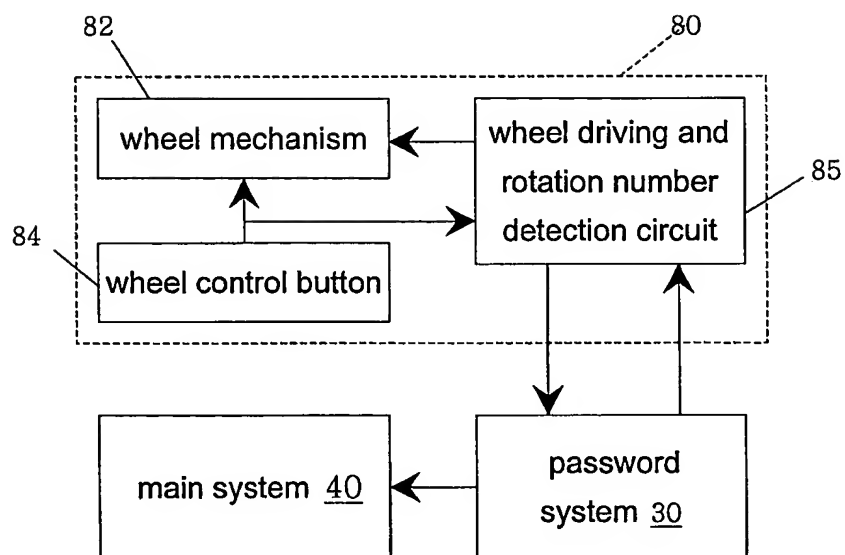 82
80
wheel mechanism
wheel driving and
rotation number
detection circuit
85
84
wheel control button
main system 40
password
system 30